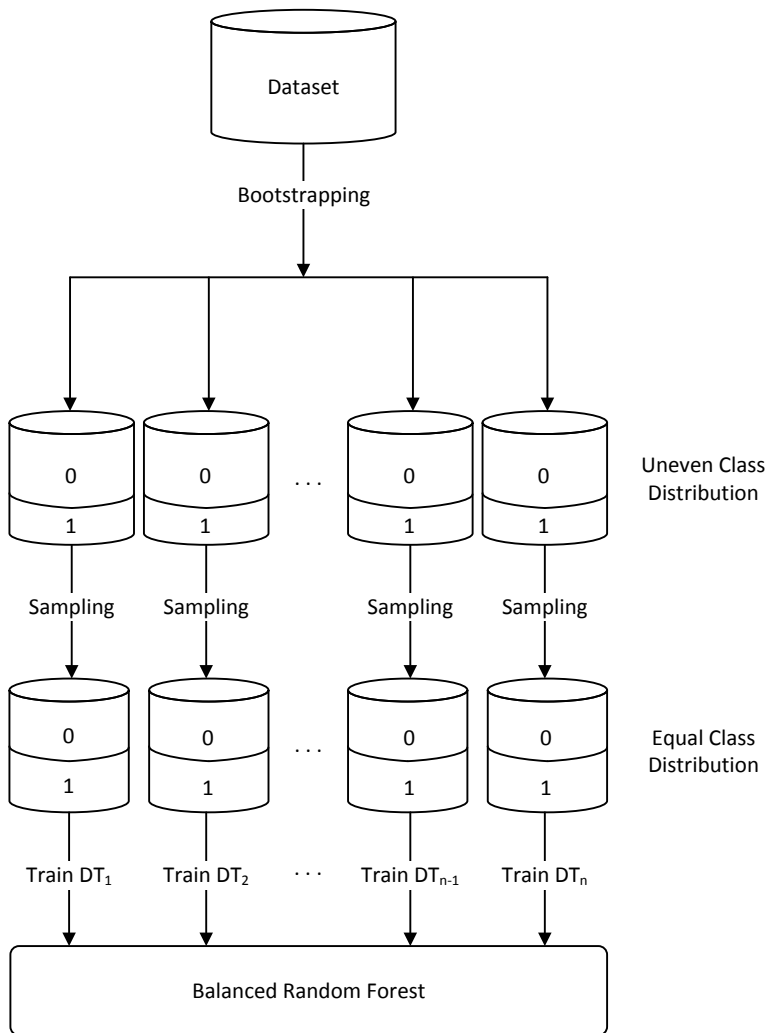 Dataset
Bootstrapping
0 0 . . . 0 0
1 1 1 1
Uneven Class
Distribution
Sampling Sampling Sampling Sampling
0 0 . . . 0 0
1 1 1 1
Equal Class
Distribution
Train DT₁ Train DT₂ . . . Train DTₙ₋₁ Train DTₙ
Balanced Random Forest